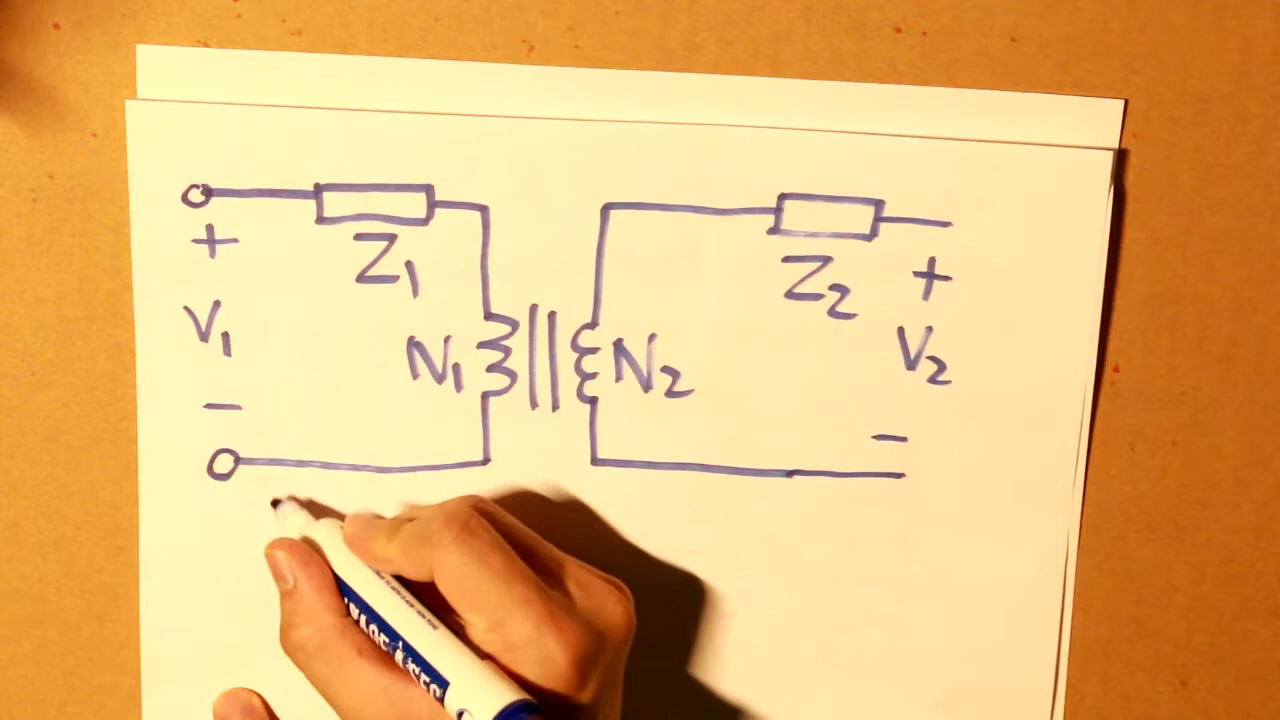 +
Z₁
Z₂
+
V₁
N₁
N₂
V₂
−
−